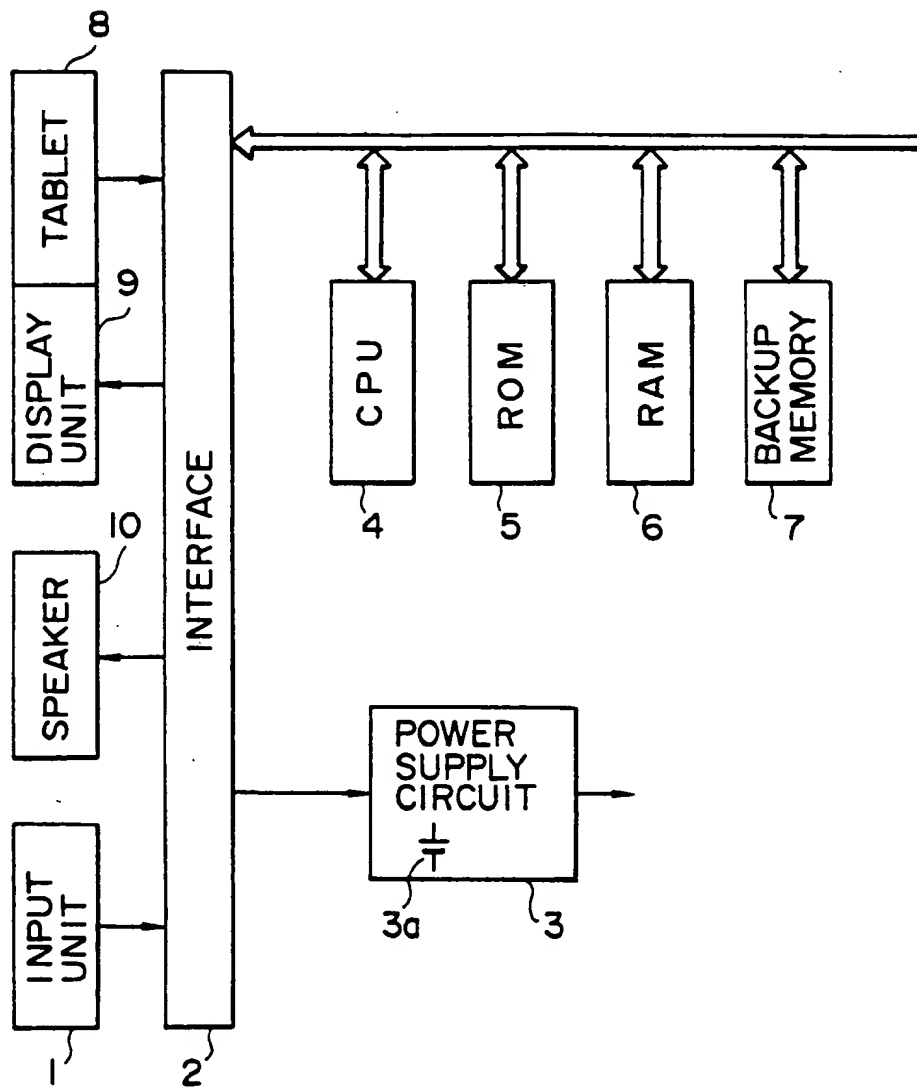 8
TABLET
9
DISPLAY
UNIT
10
SPEAKER
INPUT
UNIT
1
INTERFACE
2
CPU
4
ROM
5
RAM
6
BACKUP
MEMORY
7
POWER
SUPPLY
CIRCUIT
3a
3